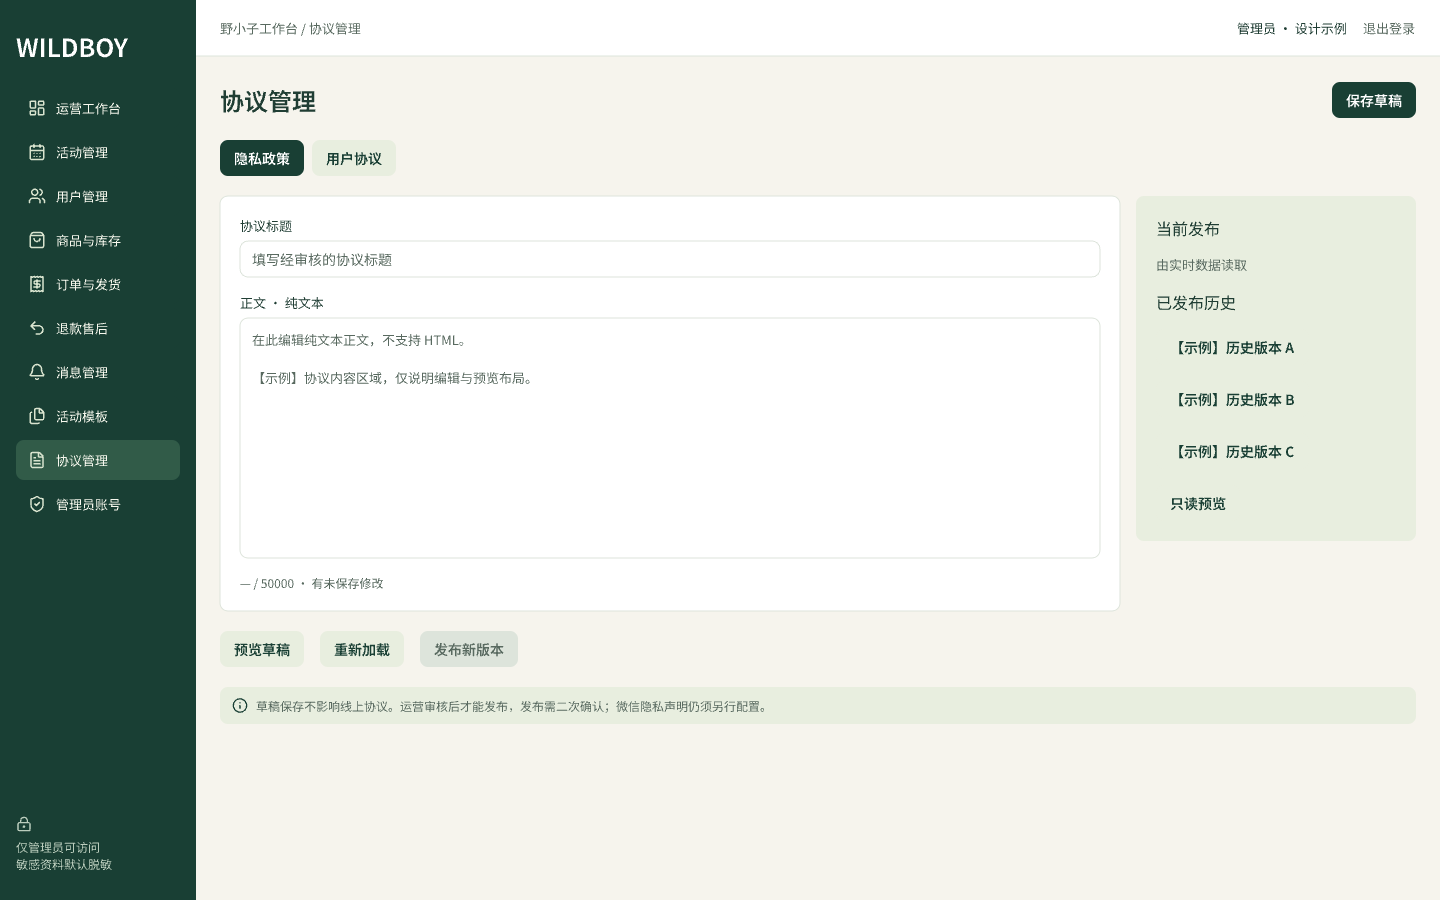 WILDBOY
运营工作台
活动管理
用户管理
商品与库存
订单与发货
退款售后
消息管理
活动模板
协议管理
管理员账号
仅管理员可访问
敏感资料默认脱敏
野小子工作台 / 协议管理
管理员 · 设计示例
退出登录
协议管理
保存草稿
隐私政策
用户协议
协议标题
填写经审核的协议标题
正文 · 纯文本
在此编辑纯文本正文，不支持 HTML。
【示例】协议内容区域，仅说明编辑与预览布局。
— / 50000 · 有未保存修改
当前发布
由实时数据读取
已发布历史
【示例】历史版本 A
【示例】历史版本 B
【示例】历史版本 C
只读预览
预览草稿
重新加载
发布新版本
草稿保存不影响线上协议。运营审核后才能发布，发布需二次确认；微信隐私声明仍须另行配置。